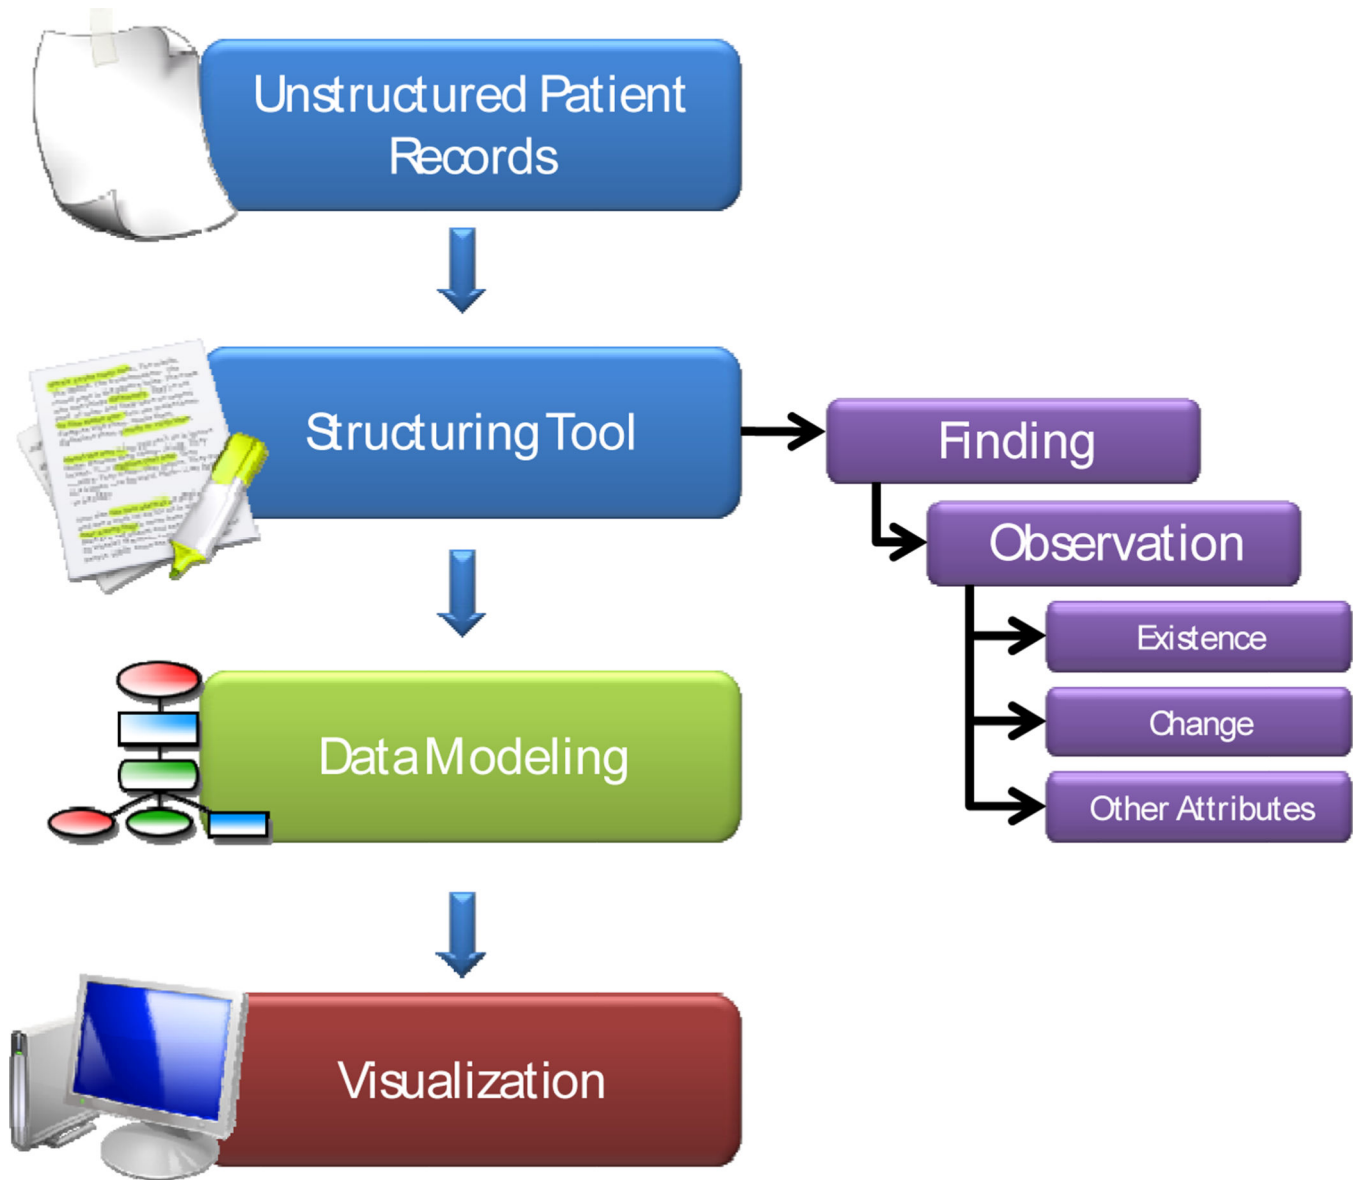 Unstructured Patient
Records
Structuring Tool
Finding
Observation
Existence
Change
Other Attributes
Data Modeling
Visualization